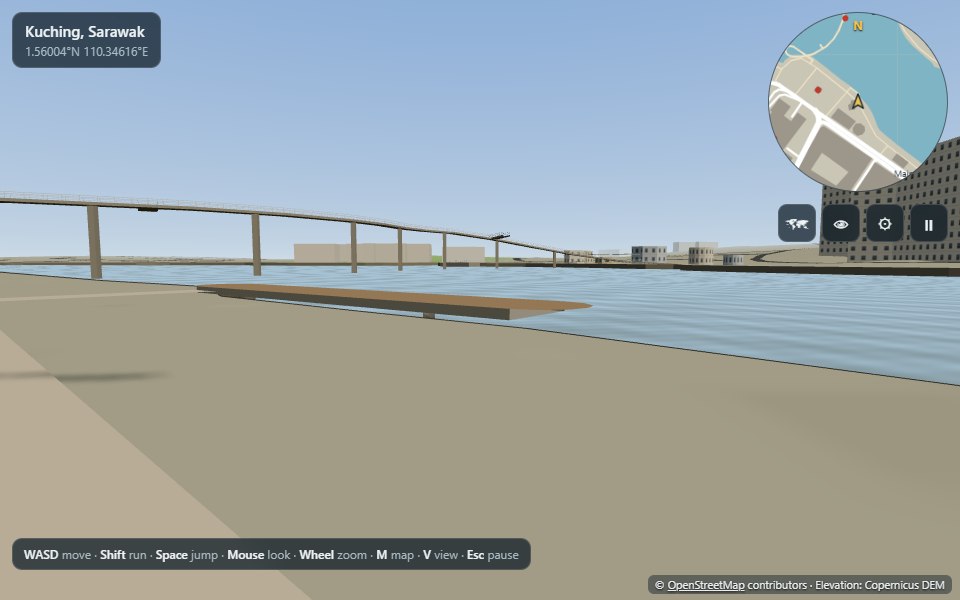 Kuching, Sarawak
1.56004°N 110.34616°E
N
WASD move · Shift run · Space jump · Mouse look · Wheel zoom · M map · V view · Esc pause
© OpenStreetMap contributors · Elevation: Copernicus DEM